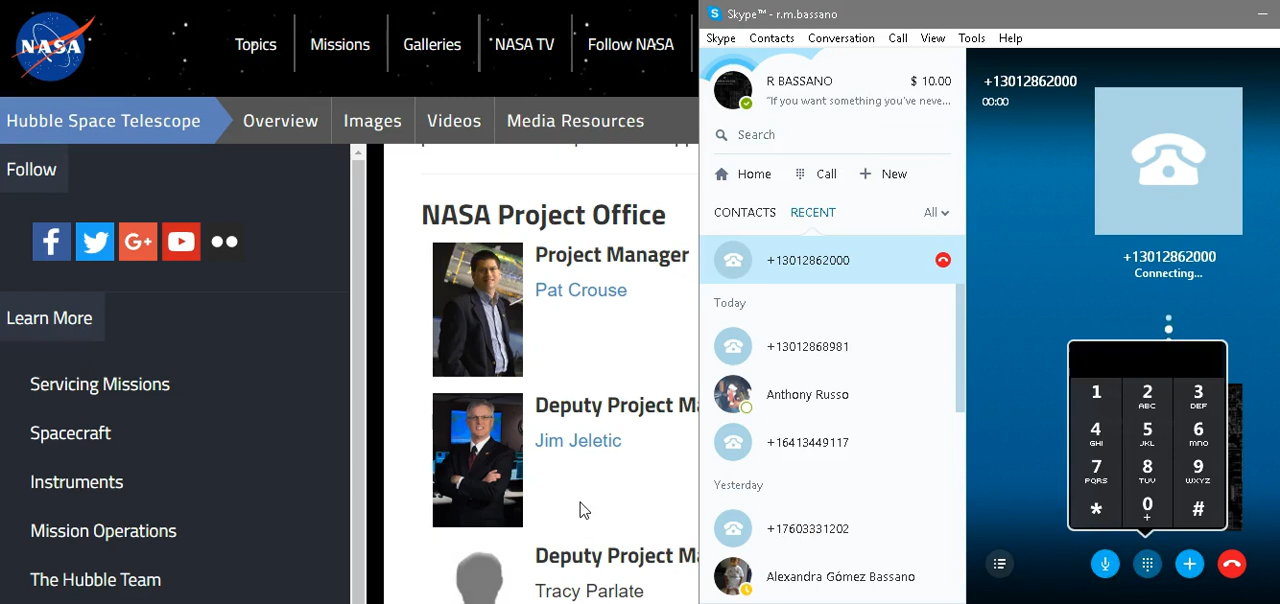 NASA
Topics
Missions
Galleries
NASA TV
Follow NASA
Hubble Space Telescope
Overview
Images
Videos
Media Resources
Follow
Learn More
Servicing Missions
Spacecraft
Instruments
Mission Operations
The Hubble Team
NASA Project Office
Project Manager
Pat Crouse
Deputy Project Ma
Jim Jeletic
Deputy Project Ma
Tracy Parlate
Skype™ - r.m.bassano
Skype Contacts Conversation Call View Tools Help
R BASSANO $ 10.00
"If you want something you've neve...
Search
Home Call New
CONTACTS RECENT All
+13012862000
Today
+13012868981
Anthony Russo
+16413449117
Yesterday
+17603331202
Alexandra Gómez Bassano
+13012862000
00:00
+13012862000
Connecting...
1 2 3
ABC DEF
4 5 6
GHI JKL MNO
7 8 9
PQRS TUV WXYZ
* 0 #
+